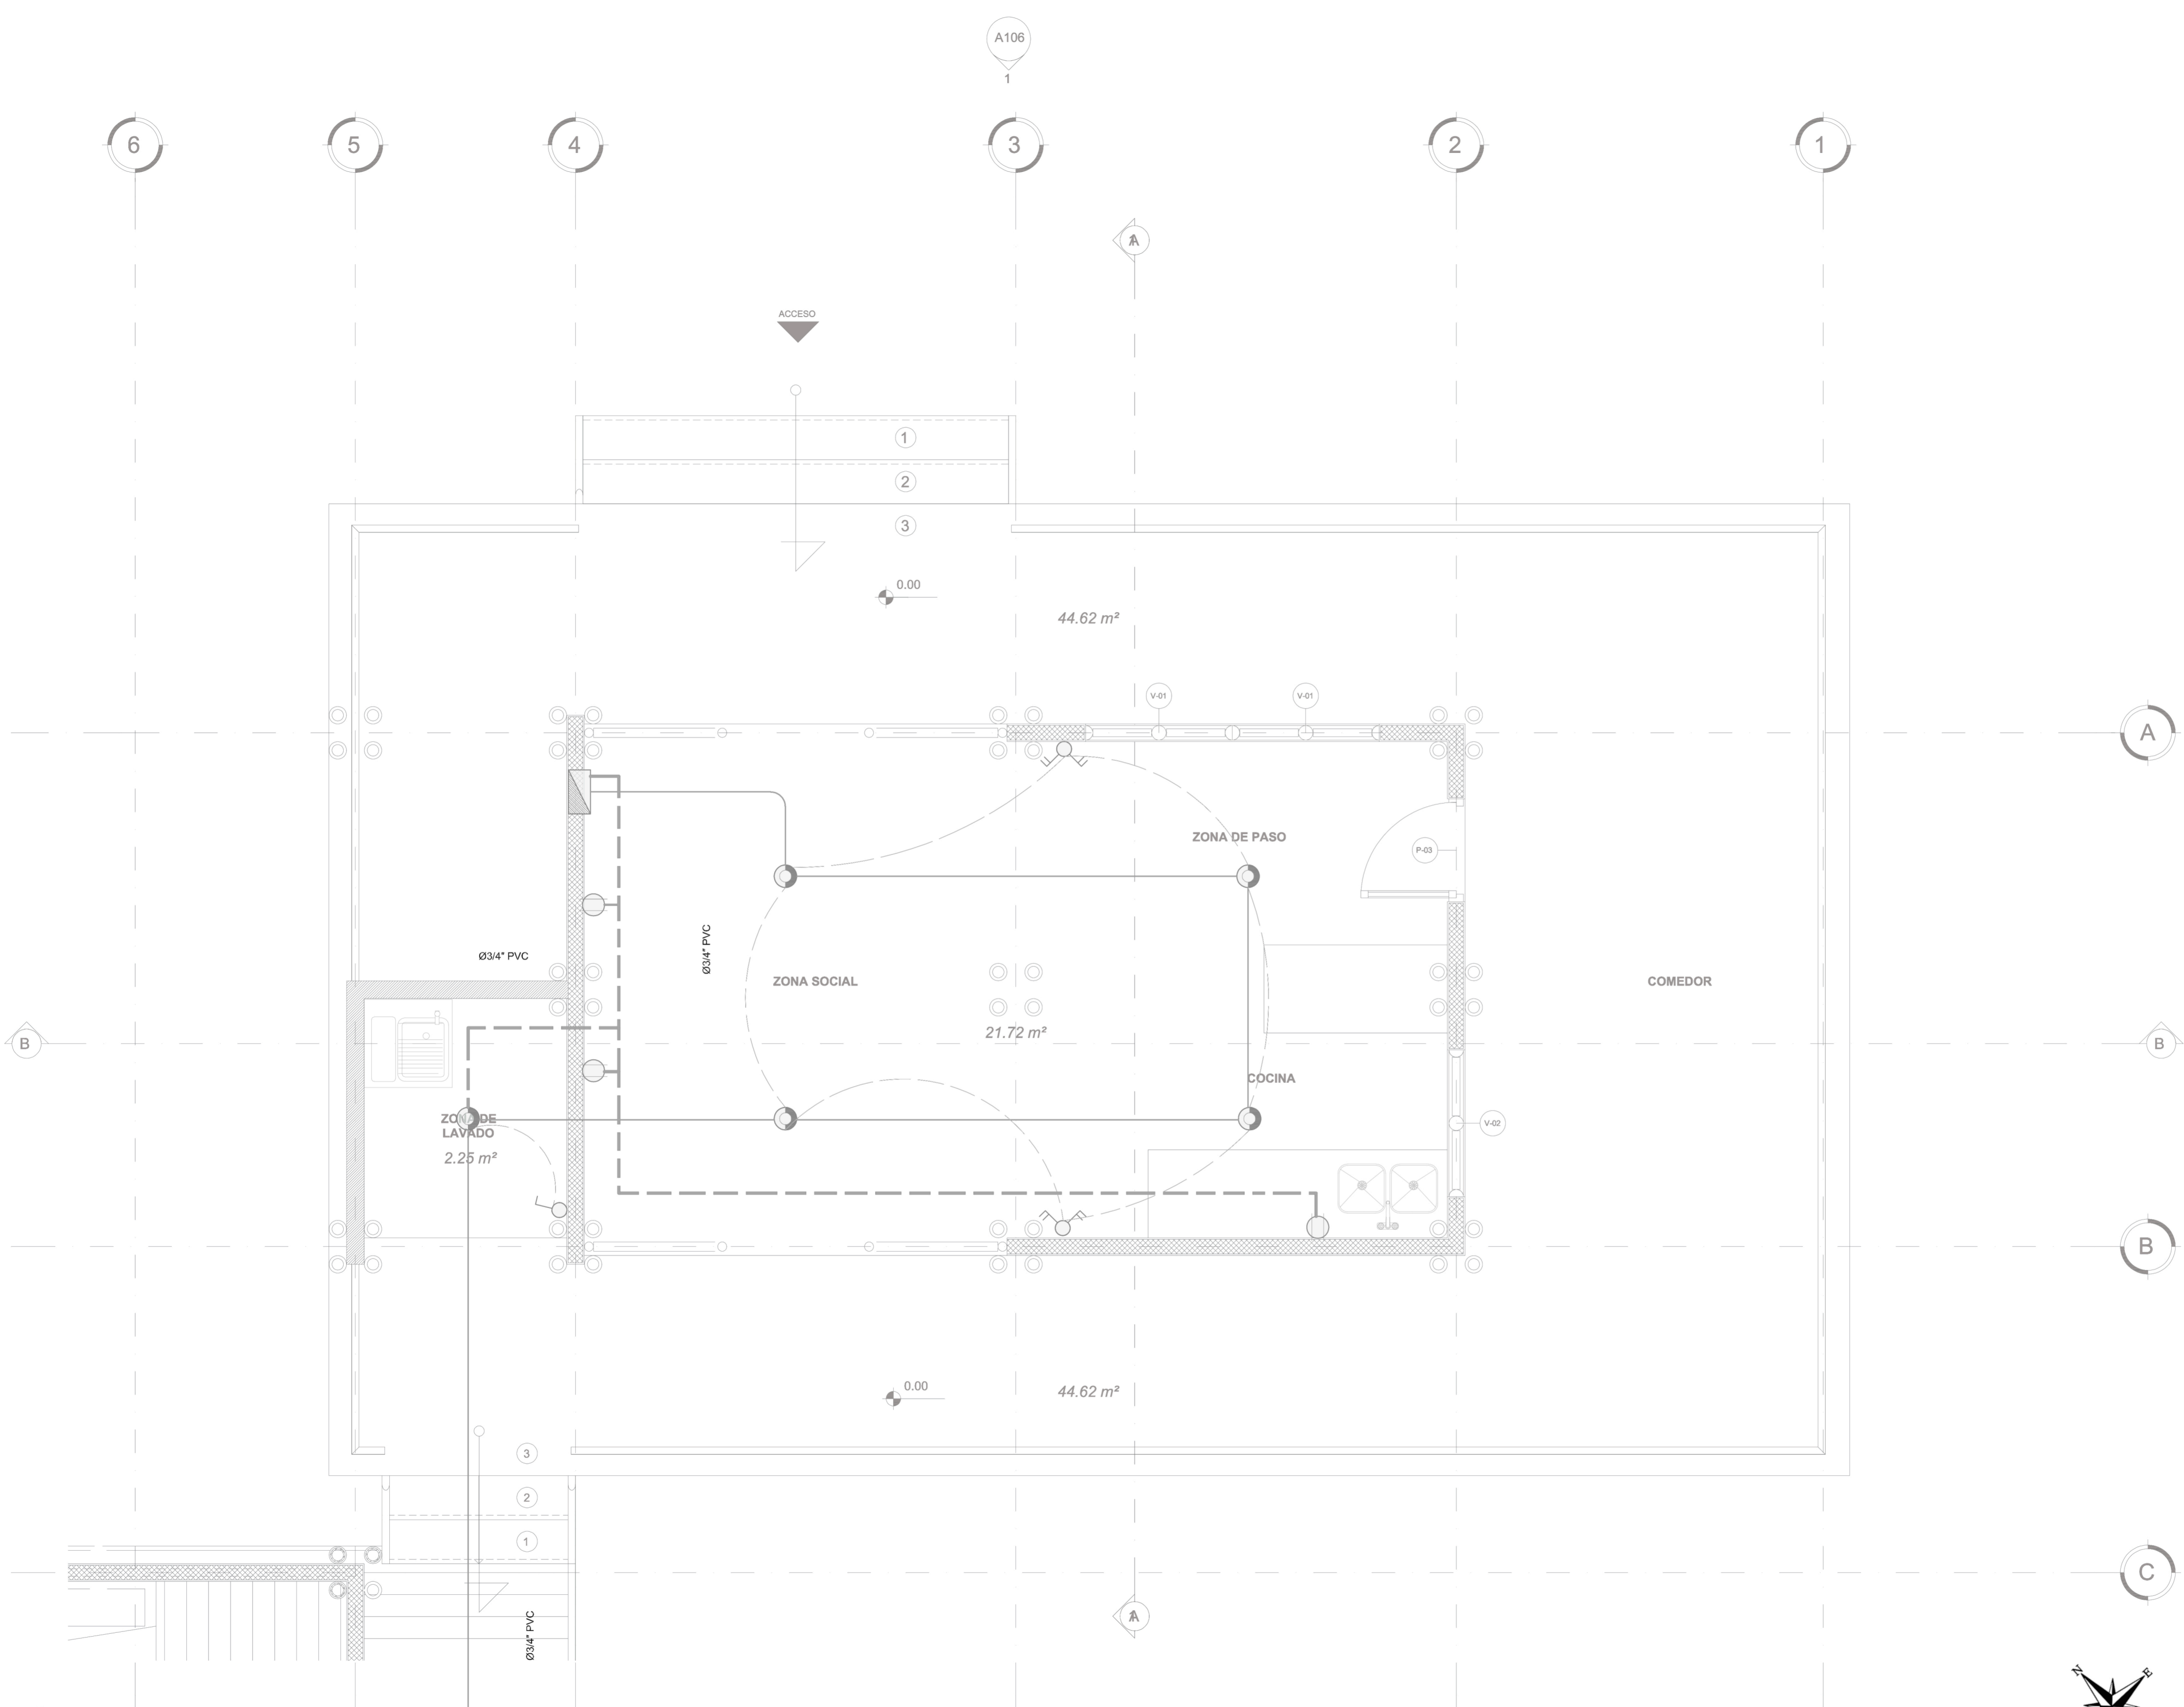 A106
1
6
5
4
3
2
1
A
ACCESO
1
2
3
0.00
44.62 m²
V-01
V-01
A
ZONA DE PASO
P-03
Ø3/4" PVC
Ø3/4" PVC
ZONA SOCIAL
COMEDOR
21.72 m²
B
B
COCINA
ZONA DE
LAVADO
2.25 m²
V-02
B
0.00
44.62 m²
3
2
1
C
A
Ø3/4" PVC
N
E